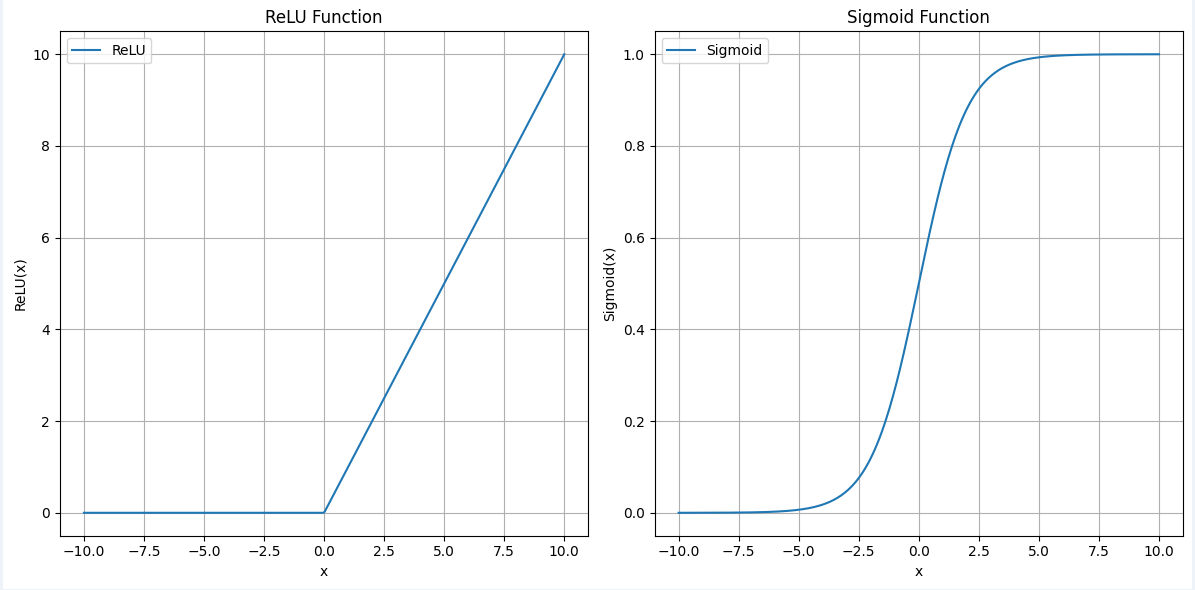 ReLU Function
ReLU
10
8
6
4
2
0
ReLU(x)
−10.0 −7.5 −5.0 −2.5 0.0 2.5 5.0 7.5 10.0
x
Sigmoid Function
Sigmoid
1.0
0.8
0.6
0.4
0.2
0.0
Sigmoid(x)
−10.0 −7.5 −5.0 −2.5 0.0 2.5 5.0 7.5 10.0
x